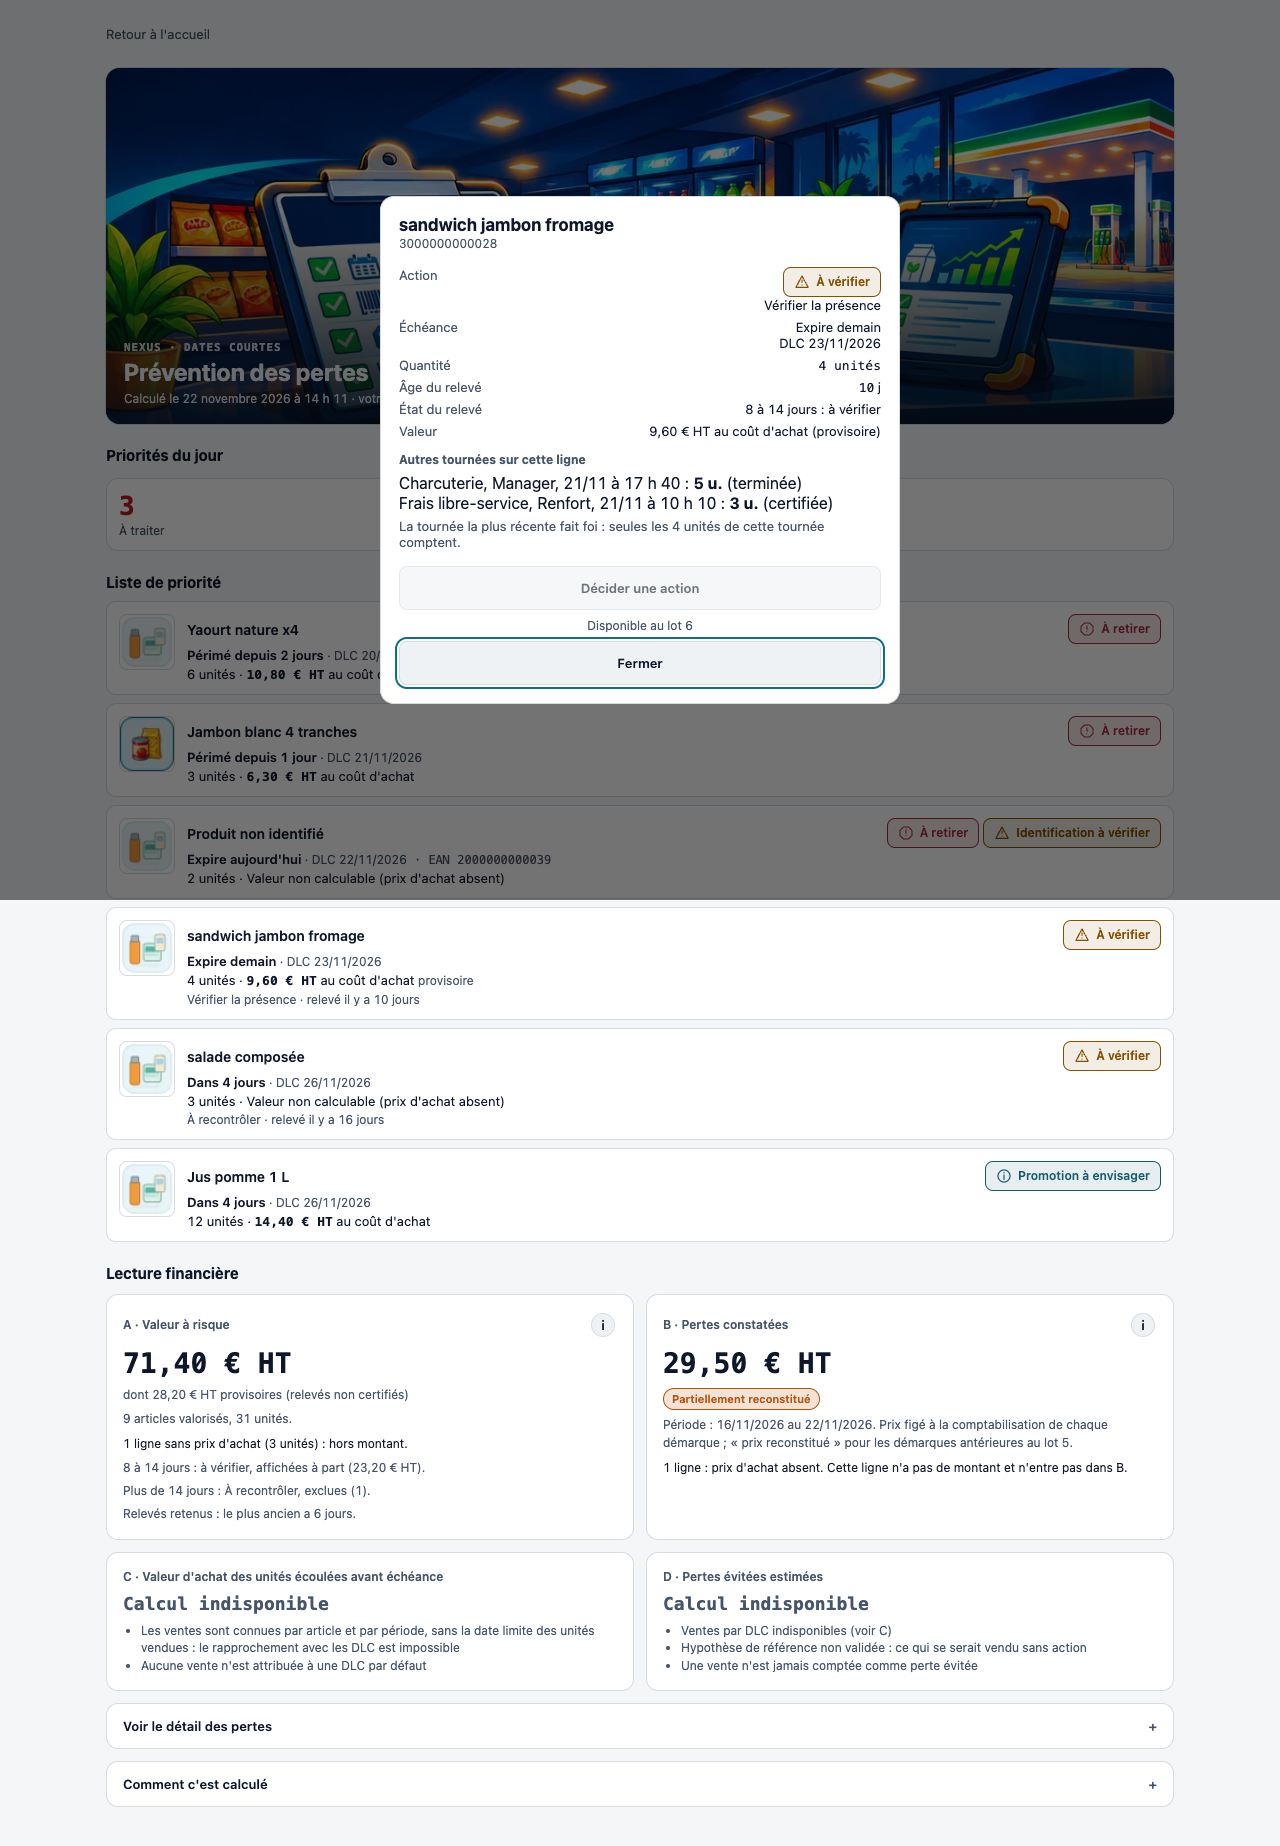 Retour à l'accueil
NEXUS · DATES COURTES
Prévention des pertes
Calculé le 22 novembre 2026 à 14 h 11 · votr
sandwich jambon fromage
3000000000028
Action
À vérifier
Vérifier la présence
Échéance
Expire demain
DLC 23/11/2026
Quantité
4 unités
Âge du relevé
10 j
État du relevé
8 à 14 jours : à vérifier
Valeur
9,60 € HT au coût d'achat (provisoire)
Autres tournées sur cette ligne
Charcuterie, Manager, 21/11 à 17 h 40 : 5 u. (terminée)
Frais libre-service, Renfort, 21/11 à 10 h 10 : 3 u. (certifiée)
La tournée la plus récente fait foi : seules les 4 unités de cette tournée
comptent.
Décider une action
Disponible au lot 6
Fermer
Priorités du jour
3
À traiter
Liste de priorité
Yaourt nature x4
À retirer
Périmé depuis 2 jours · DLC 20/
6 unités · 10,80 € HT au coût
Jambon blanc 4 tranches
À retirer
Périmé depuis 1 jour · DLC 21/11/2026
3 unités · 6,30 € HT au coût d'achat
Produit non identifié
À retirer
Identification à vérifier
Expire aujourd'hui · DLC 22/11/2026 · EAN 2000000000039
2 unités · Valeur non calculable (prix d'achat absent)
sandwich jambon fromage
À vérifier
Expire demain · DLC 23/11/2026
4 unités · 9,60 € HT au coût d'achat provisoire
Vérifier la présence · relevé il y a 10 jours
salade composée
À vérifier
Dans 4 jours · DLC 26/11/2026
3 unités · Valeur non calculable (prix d'achat absent)
À recontrôler · relevé il y a 16 jours
Jus pomme 1 L
Promotion à envisager
Dans 4 jours · DLC 26/11/2026
12 unités · 14,40 € HT au coût d'achat
Lecture financière
A · Valeur à risque
i
71,40 € HT
dont 28,20 € HT provisoires (relevés non certifiés)
9 articles valorisés, 31 unités.
1 ligne sans prix d'achat (3 unités) : hors montant.
8 à 14 jours : à vérifier, affichées à part (23,20 € HT).
Plus de 14 jours : À recontrôler, exclues (1).
Relevés retenus : le plus ancien a 6 jours.
B · Pertes constatées
i
29,50 € HT
Partiellement reconstitué
Période : 16/11/2026 au 22/11/2026. Prix figé à la comptabilisation de chaque
démarque ; « prix reconstitué » pour les démarques antérieures au lot 5.
1 ligne : prix d'achat absent. Cette ligne n'a pas de montant et n'entre pas dans B.
C · Valeur d'achat des unités écoulées avant échéance
Calcul indisponible
• Les ventes sont connues par article et par période, sans la date limite des unités
vendues : le rapprochement avec les DLC est impossible
• Aucune vente n'est attribuée à une DLC par défaut
D · Pertes évitées estimées
Calcul indisponible
• Ventes par DLC indisponibles (voir C)
• Hypothèse de référence non validée : ce qui se serait vendu sans action
• Une vente n'est jamais comptée comme perte évitée
Voir le détail des pertes
+
Comment c'est calculé
+